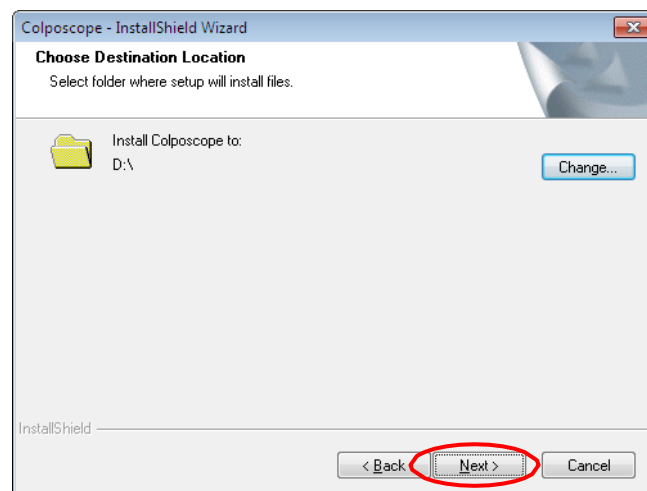 Colposcope - InstallShield Wizard
Choose Destination Location
Select folder where setup will install files.
Install Colposcope to:
D:\
Change...
InstallShield
< Back
Next >
Cancel